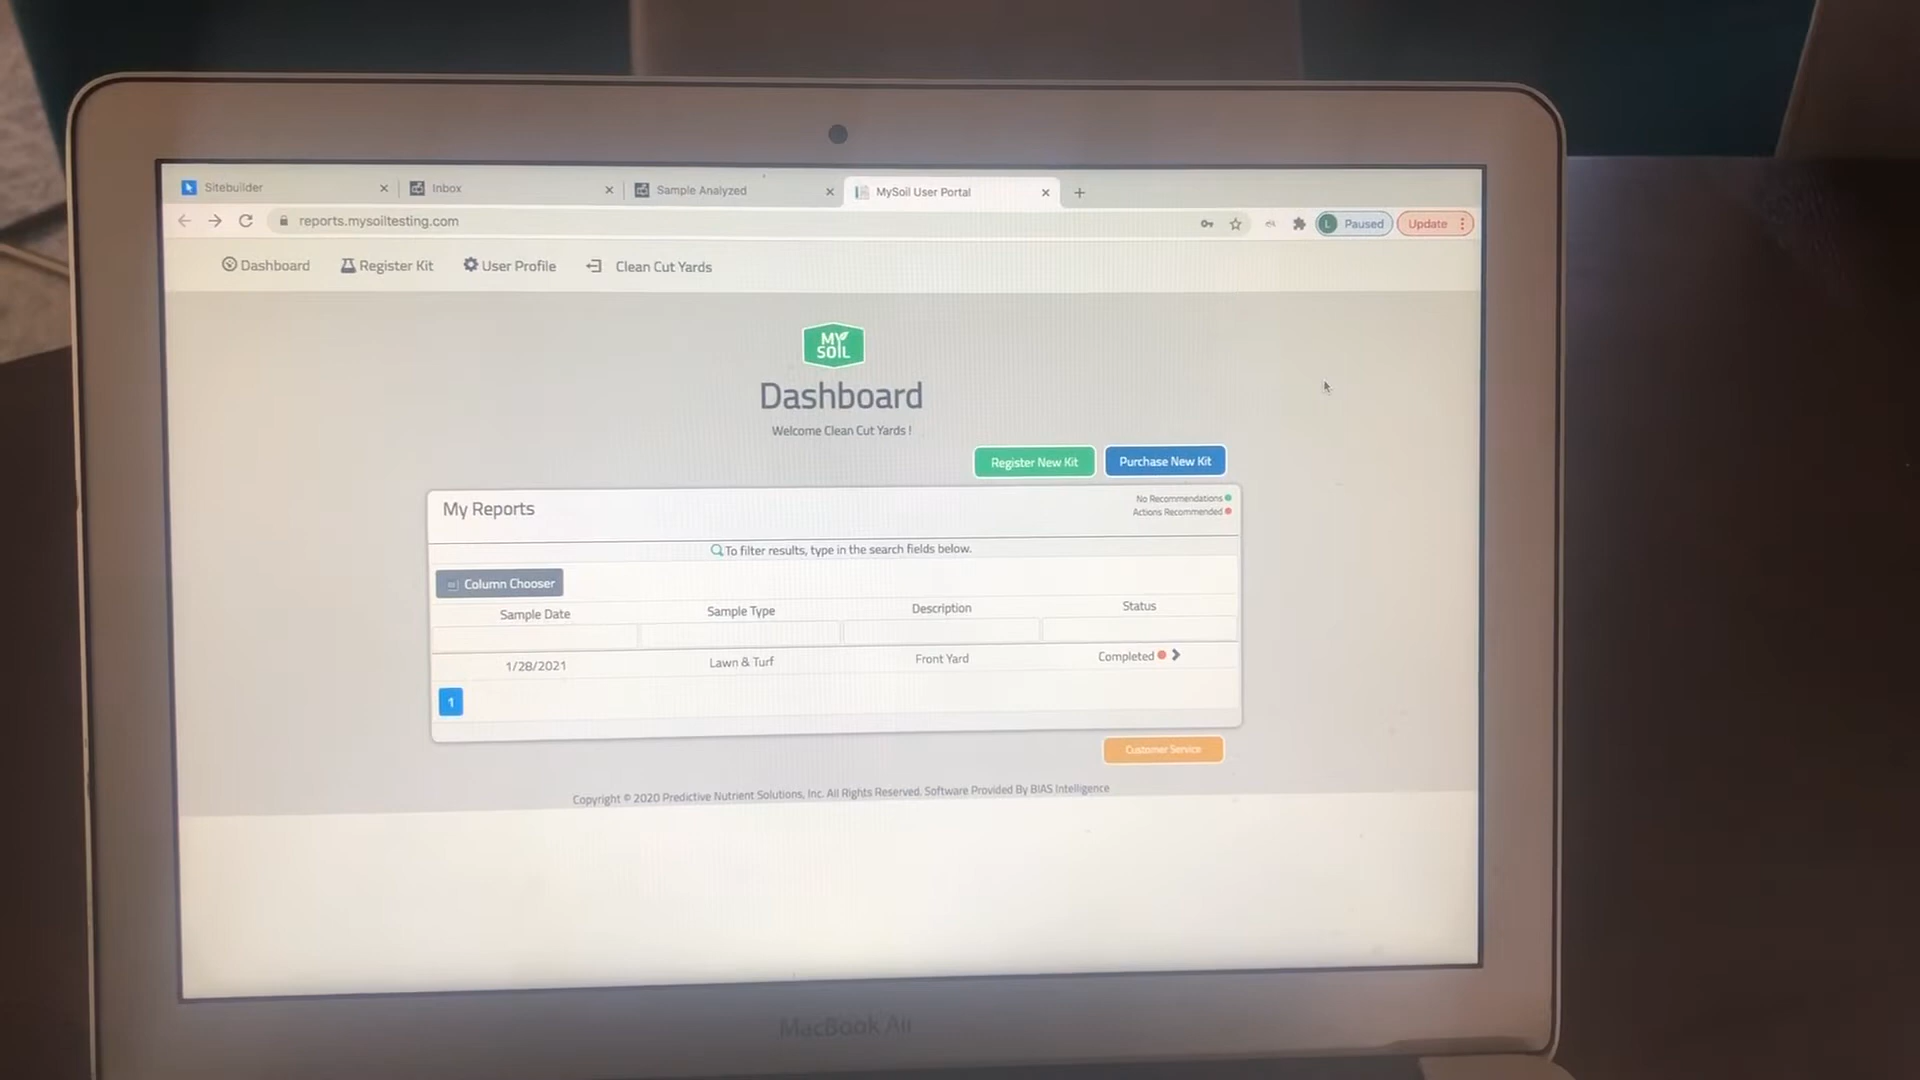 Sitebuilder
Inbox
Sample Analyzed
MySoil User Portal
reports.mysoiltesting.com
L
Paused
Update
Dashboard
Register Kit
User Profile
Clean Cut Yards
MY
SOIL
Dashboard
Welcome Clean Cut Yards !
Register New Kit
Purchase New Kit
My Reports
No Recommendations
Actions Recommended
To filter results, type in the search fields below.
Column Chooser
Sample Date
Sample Type
Description
Status
1/28/2021
Lawn & Turf
Front Yard
Completed
1
Customer Service
Copyright © 2020 Predictive Nutrient Solutions, Inc. All Rights Reserved. Software Provided By BIAS Intelligence
MacBook Air